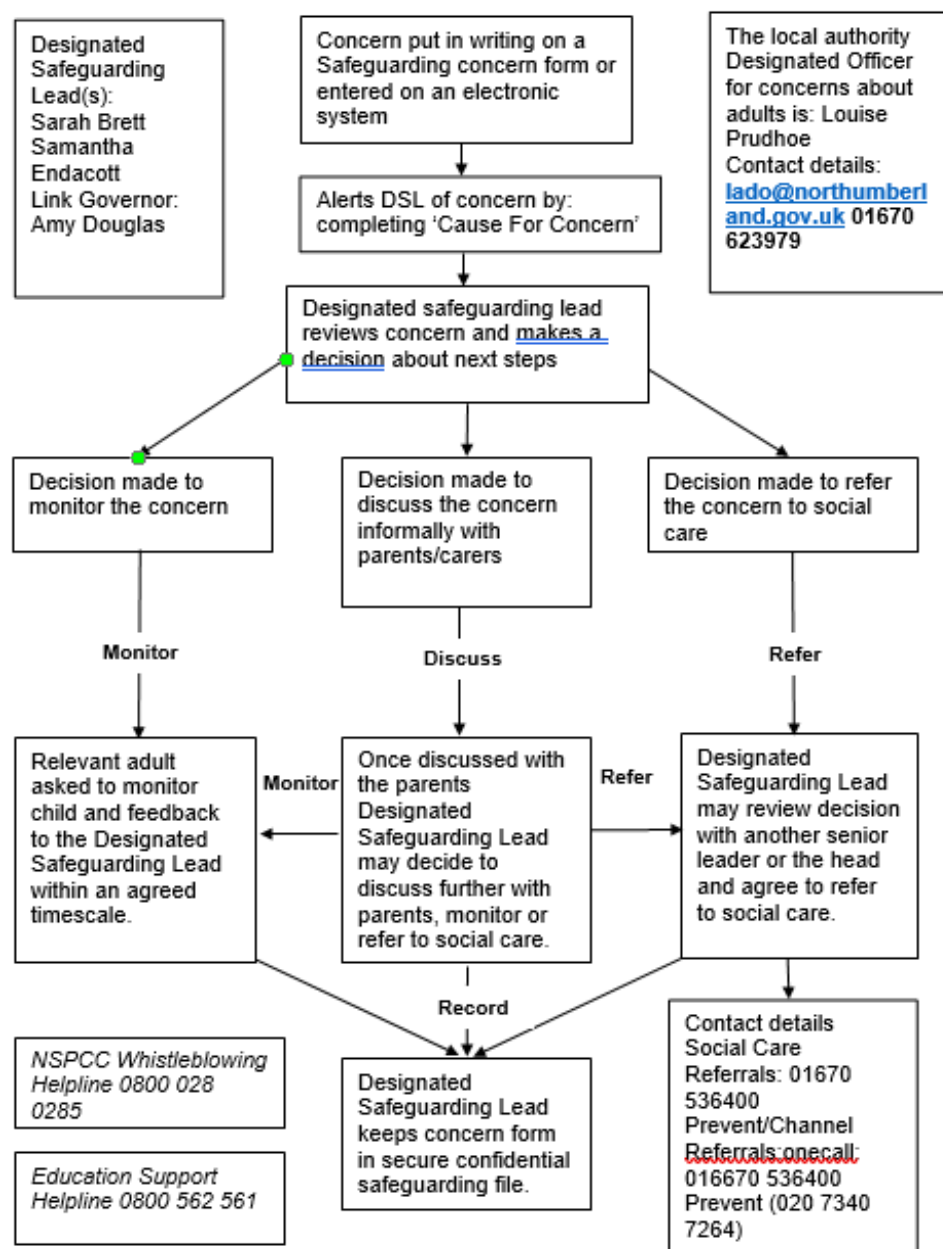 Designated
Safeguarding
Lead(s):
Sarah Brett
Samantha
Endacott
Link Governor:
Amy Douglas
Concern put in writing on a
Safeguarding concern form or
entered on an electronic
system
The local authority
Designated Officer
for concerns about
adults is: Louise
Prudhoe
Contact details:
lado@northumberl
and.gov.uk 01670
623979
Alerts DSL of concern by:
completing ‘Cause For Concern’
Designated safeguarding lead
reviews concern and makes a
decision about next steps
Decision made to
monitor the concern
Decision made to
discuss the concern
informally with
parents/carers
Decision made to refer
the concern to social
care
Monitor
Discuss
Refer
Relevant adult
asked to monitor
child and feedback
to the Designated
Safeguarding Lead
within an agreed
timescale.
Monitor
Once discussed with
the parents
Designated
Safeguarding Lead
may decide to
discuss further with
parents, monitor or
refer to social care.
Refer
Designated
Safeguarding Lead
may review decision
with another senior
leader or the head
and agree to refer
to social care.
Record
NSPCC Whistleblowing
Helpline 0800 028
0285
Education Support
Helpline 0800 562 561
Designated
Safeguarding Lead
keeps concern form
in secure confidential
safeguarding file.
Contact details
Social Care
Referrals: 01670
536400
Prevent/Channel
Referrals:onecall:
016670 536400
Prevent (020 7340
7264)